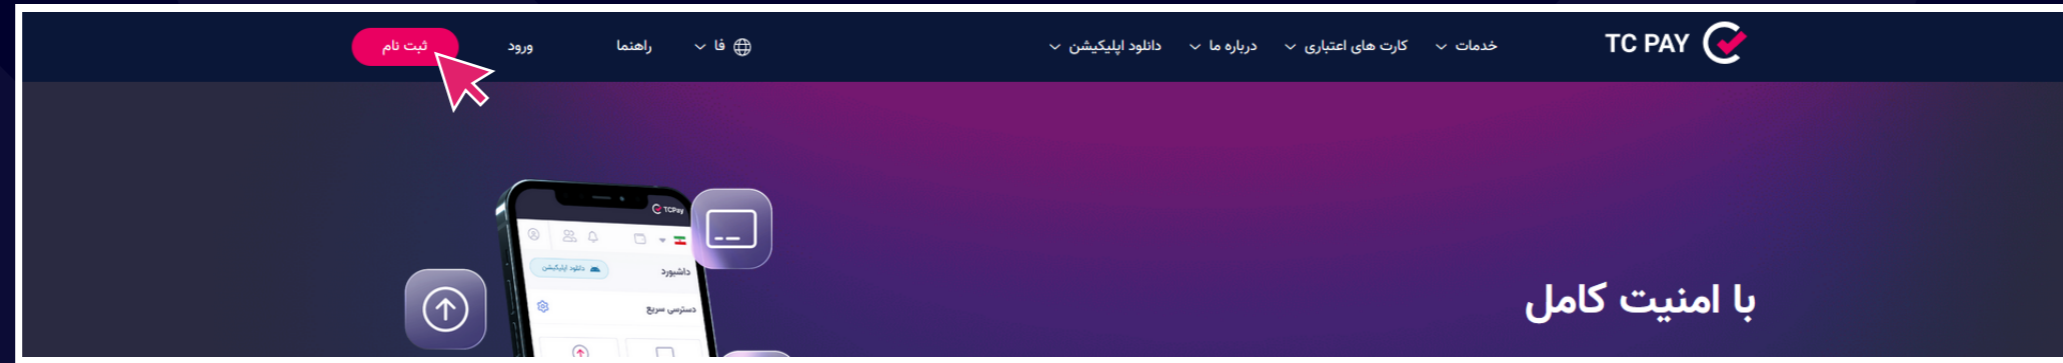 TC PAY
خدمات
کارت های اعتباری
درباره ما
دانلود اپلیکیشن
فا
راهنما
ورود
ثبت نام
TCPay
داشبورد
دانلود اپلیکیشن
دسترسی سریع
با امنیت کامل